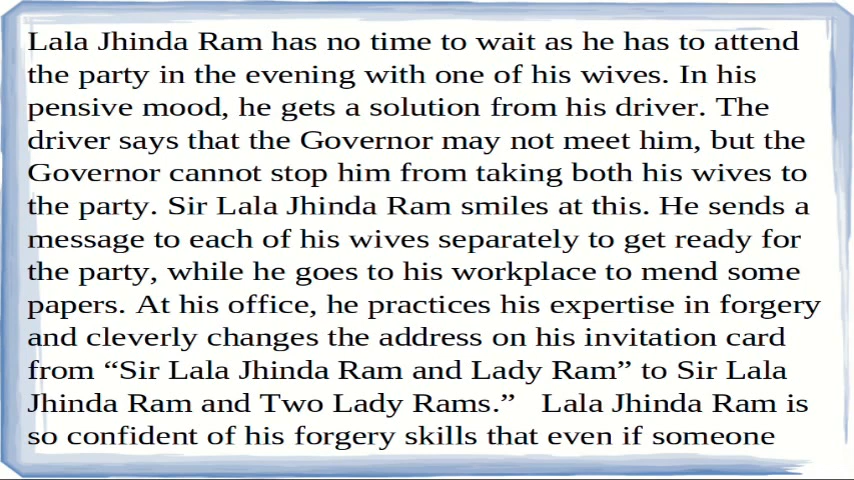 Lala Jhinda Ram has no time to wait as he has to attend
the party in the evening with one of his wives. In his
pensive mood, he gets a solution from his driver. The
driver says that the Governor may not meet him, but the
Governor cannot stop him from taking both his wives to
the party. Sir Lala Jhinda Ram smiles at this. He sends a
message to each of his wives separately to get ready for
the party, while he goes to his workplace to mend some
papers. At his office, he practices his expertise in forgery
and cleverly changes the address on his invitation card
from “Sir Lala Jhinda Ram and Lady Ram” to Sir Lala
Jhinda Ram and Two Lady Rams.” Lala Jhinda Ram is
so confident of his forgery skills that even if someone